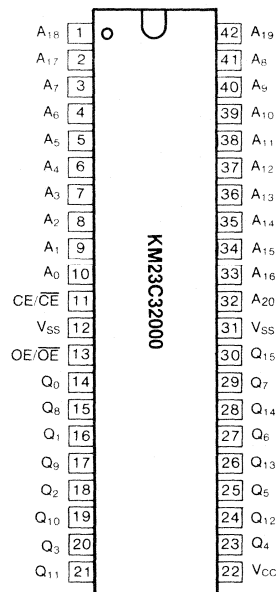 A18 1 42 A19
A17 2 41 A8
A7 3 40 A9
A6 4 39 A10
A5 5 38 A11
A4 6 37 A12
A3 7 36 A13
A2 8 35 A14
A1 9 34 A15
A0 10 33 A16
CE/C̅E̅ 11 32 A20
VSS 12 31 VSS
OE/O̅E̅ 13 30 Q15
Q0 14 29 Q7
Q8 15 28 Q14
Q1 16 27 Q6
Q9 17 26 Q13
Q2 18 25 Q5
Q10 19 24 Q12
Q3 20 23 Q4
Q11 21 22 VCC
KM23C32000